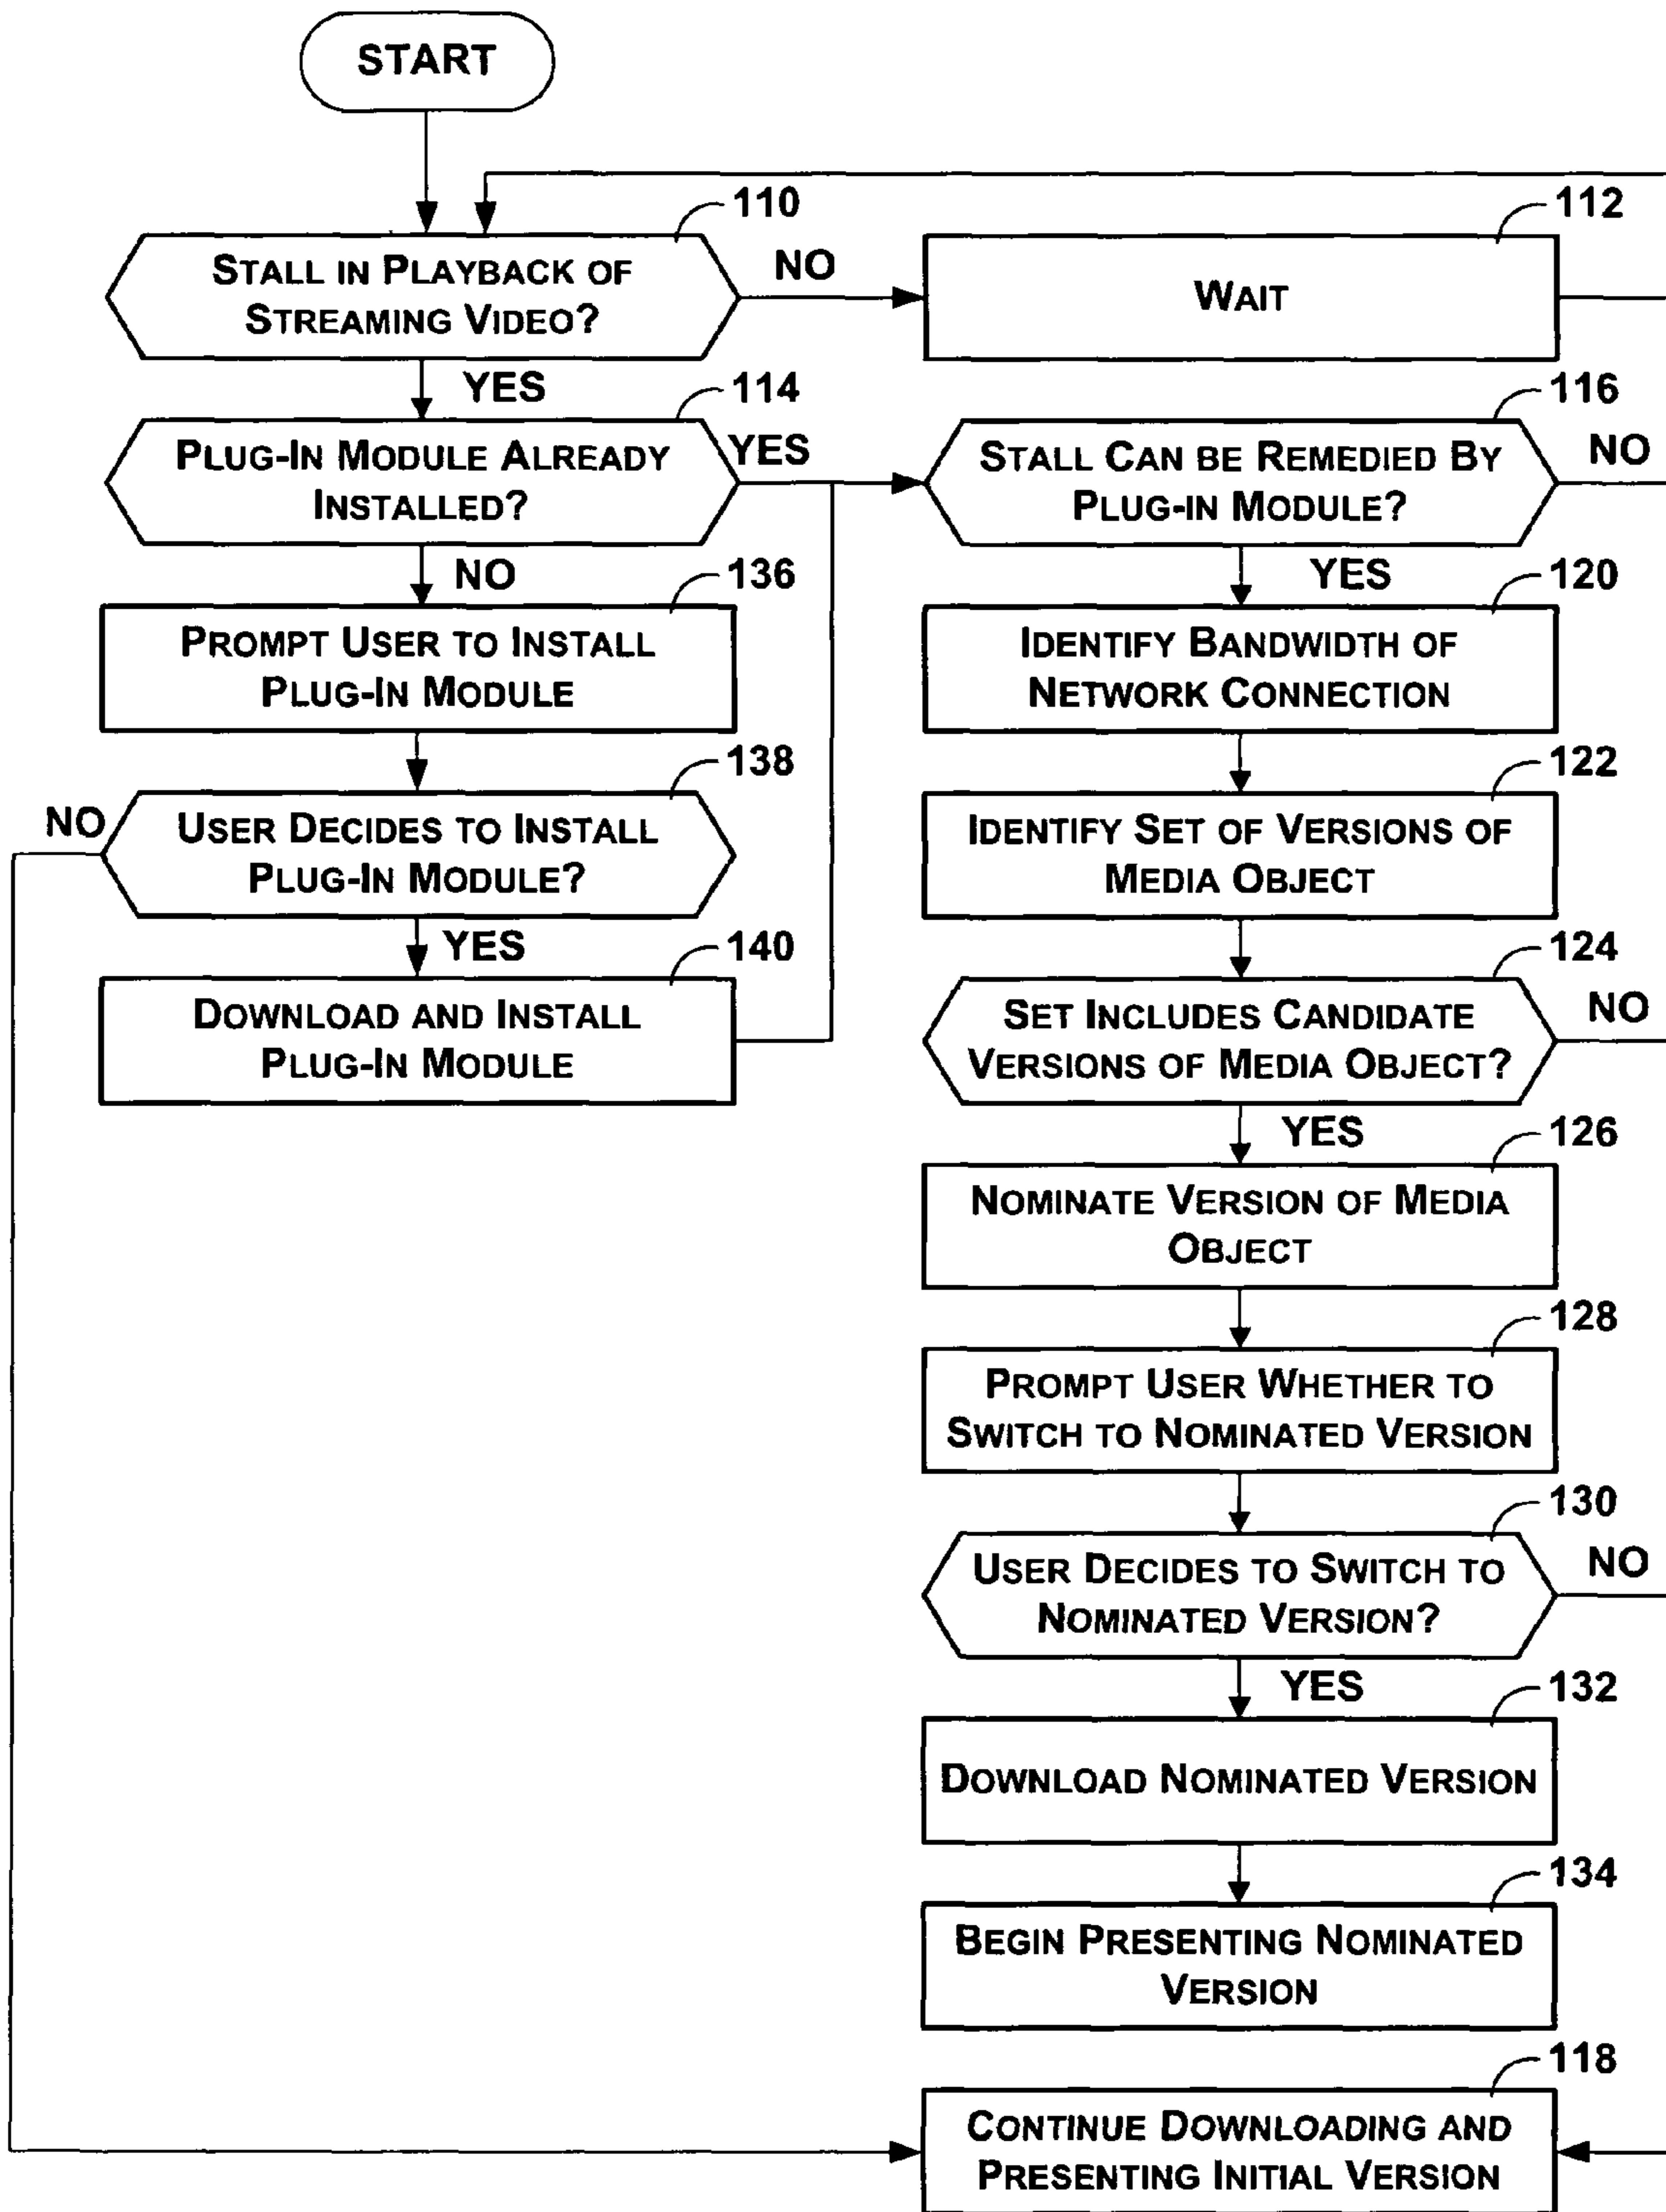 START
110
STALL IN PLAYBACK OF
STREAMING VIDEO?
NO
112
WAIT
YES
114
PLUG-IN MODULE ALREADY
INSTALLED?
YES
116
STALL CAN BE REMEDIED BY
PLUG-IN MODULE?
NO
NO
136
PROMPT USER TO INSTALL
PLUG-IN MODULE
YES
120
IDENTIFY BANDWIDTH OF
NETWORK CONNECTION
138
NO
USER DECIDES TO INSTALL
PLUG-IN MODULE?
122
IDENTIFY SET OF VERSIONS OF
MEDIA OBJECT
YES
140
DOWNLOAD AND INSTALL
PLUG-IN MODULE
124
SET INCLUDES CANDIDATE
VERSIONS OF MEDIA OBJECT?
NO
YES
126
NOMINATE VERSION OF MEDIA
OBJECT
128
PROMPT USER WHETHER TO
SWITCH TO NOMINATED VERSION
130
USER DECIDES TO SWITCH TO
NOMINATED VERSION?
NO
YES
132
DOWNLOAD NOMINATED VERSION
134
BEGIN PRESENTING NOMINATED
VERSION
118
CONTINUE DOWNLOADING AND
PRESENTING INITIAL VERSION